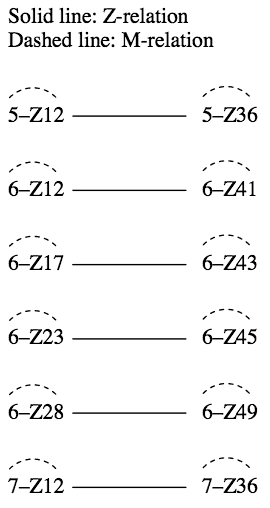 Solid line: Z-relation
Dashed line: M-relation
5–Z12 5–Z36
6–Z12 6–Z41
6–Z17 6–Z43
6–Z23 6–Z45
6–Z28 6–Z49
7–Z12 7–Z36